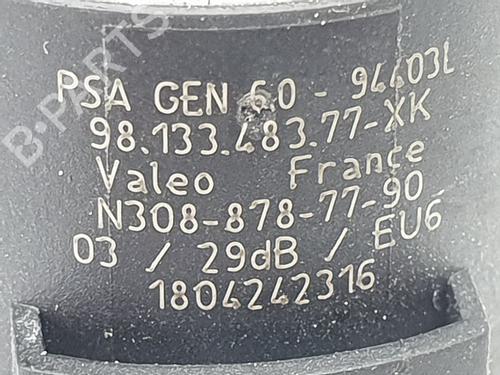 B-PARTS
PSA GEN 60 - 94403L
98.133.483.77-XK
Valeo France
N308-878-77-90
03 / 29dB / EU6
1804242316